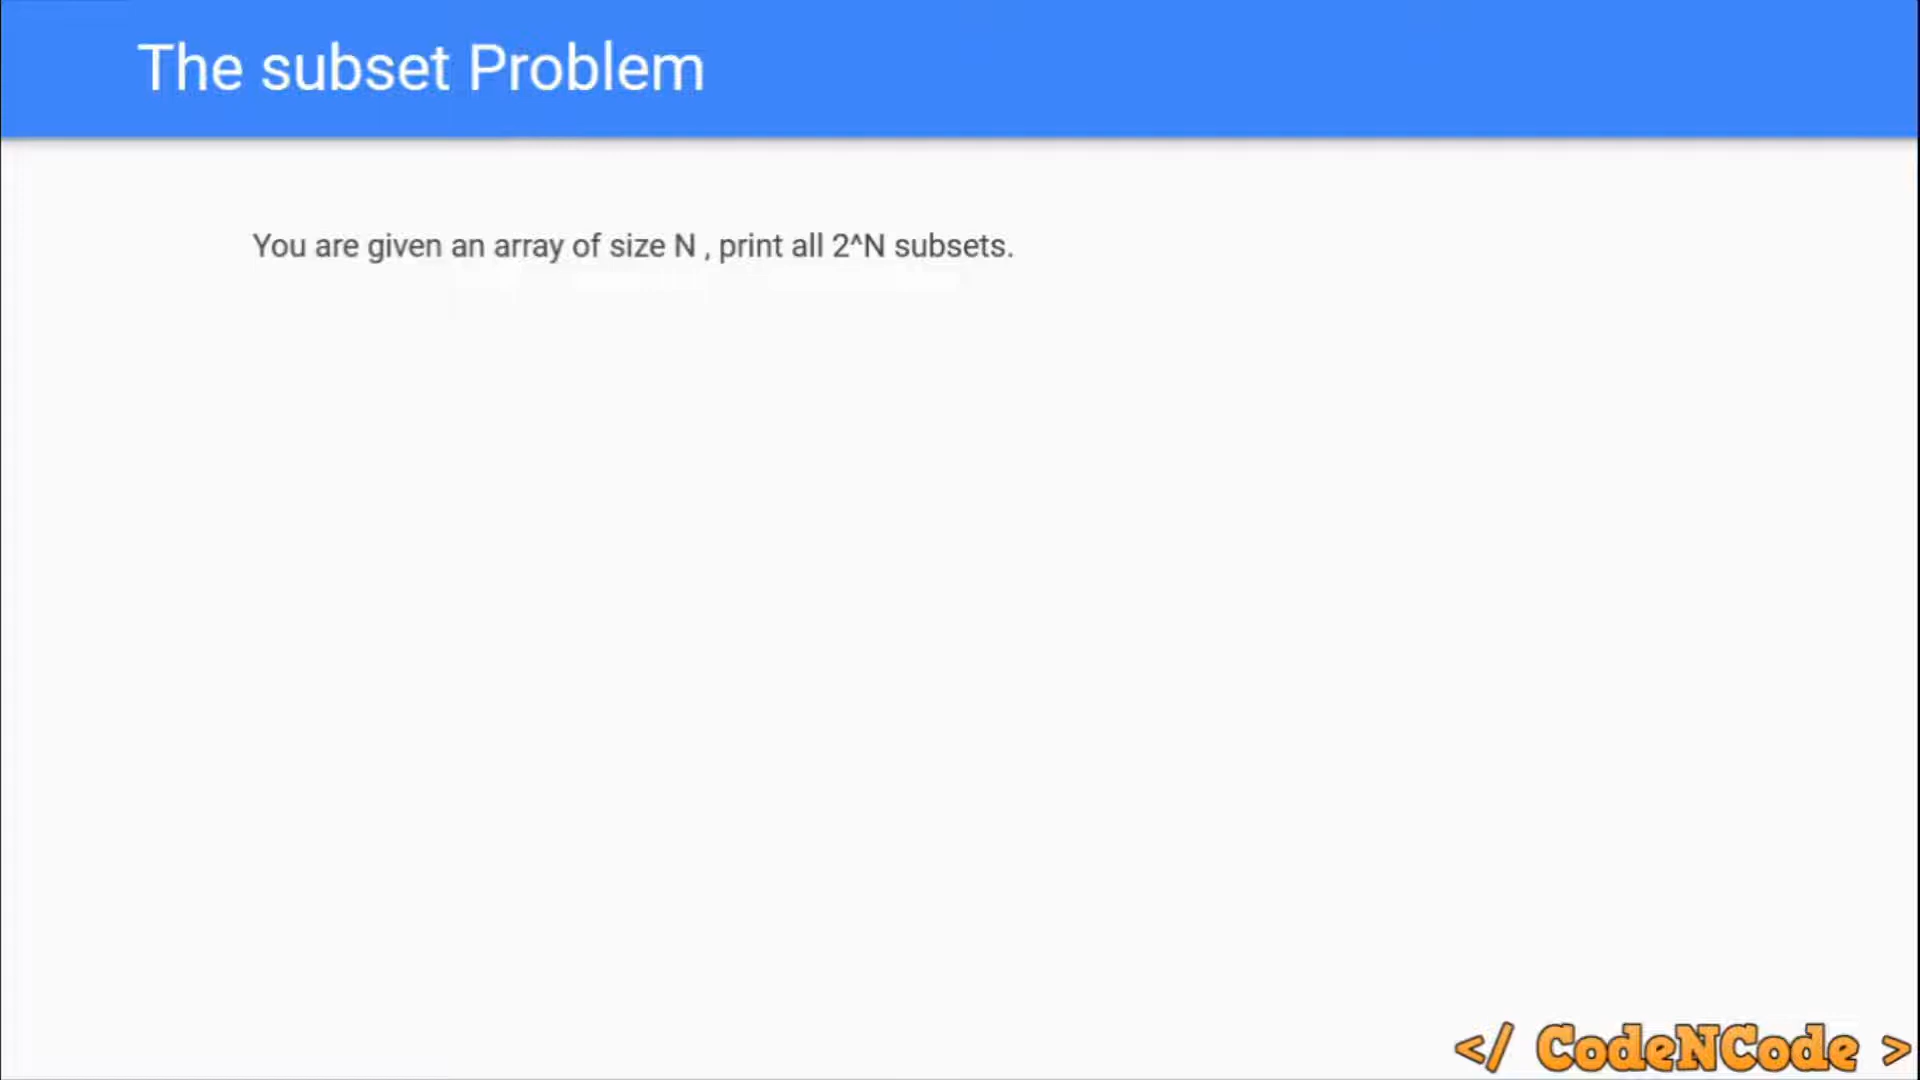 The subset Problem
You are given an array of size N , print all 2^N subsets.
</ CodeNCode >